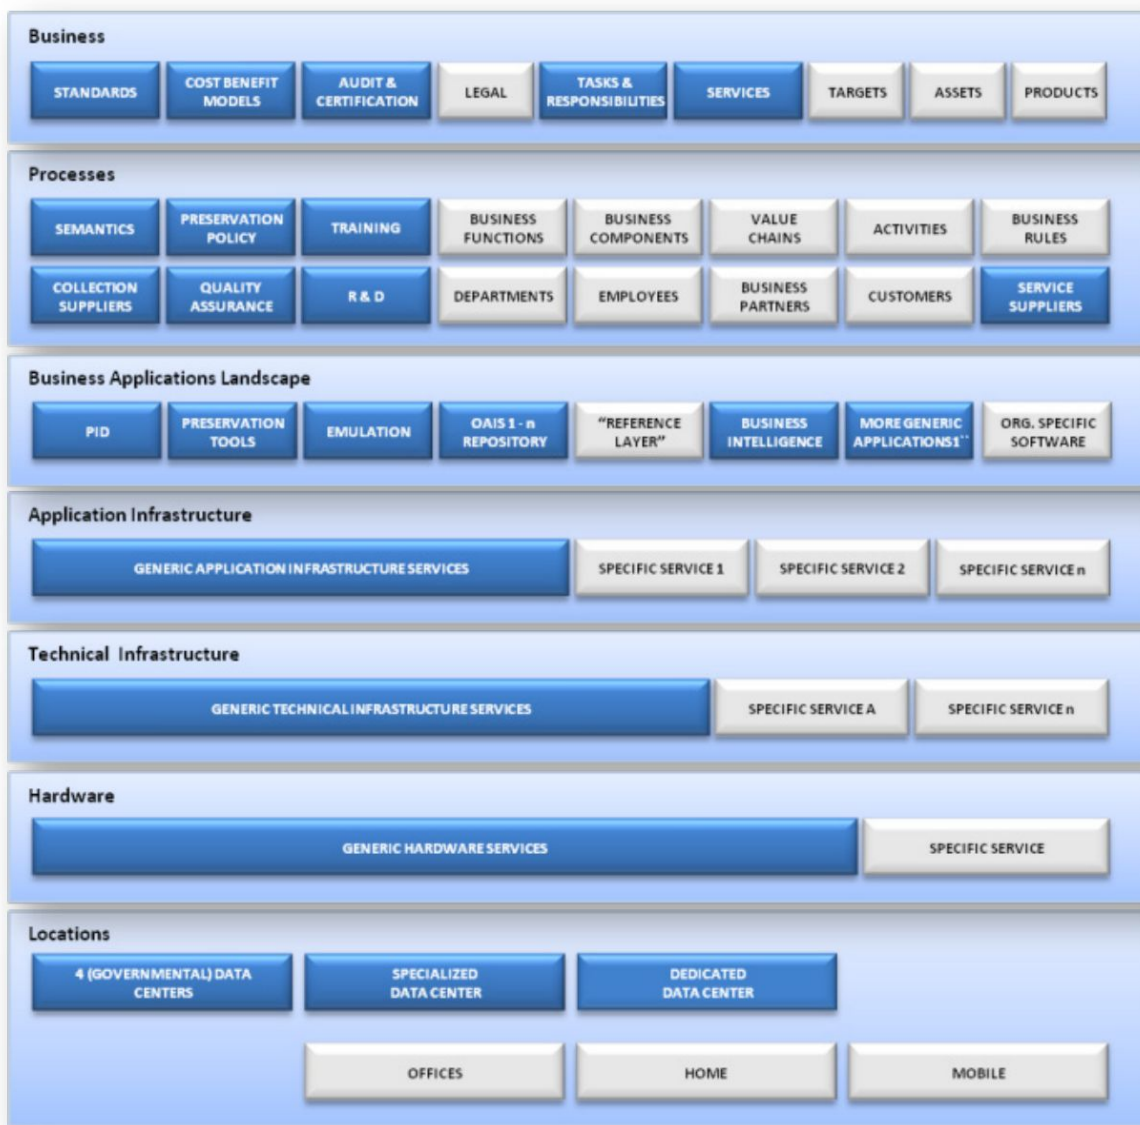 Business
STANDARDS
COST BENEFIT
MODELS
AUDIT &
CERTIFICATION
LEGAL
TASKS &
RESPONSIBILITIES
SERVICES
TARGETS
ASSETS
PRODUCTS
Processes
SEMANTICS
PRESERVATION
POLICY
TRAINING
BUSINESS
FUNCTIONS
BUSINESS
COMPONENTS
VALUE
CHAINS
ACTIVITIES
BUSINESS
RULES
COLLECTION
SUPPLIERS
QUALITY
ASSURANCE
R & D
DEPARTMENTS
EMPLOYEES
BUSINESS
PARTNERS
CUSTOMERS
SERVICE
SUPPLIERS
Business Applications Landscape
PID
PRESERVATION
TOOLS
EMULATION
OAIS 1 - n
REPOSITORY
“REFERENCE
LAYER”
BUSINESS
INTELLIGENCE
MORE GENERIC
APPLICATIONS1``
ORG. SPECIFIC
SOFTWARE
Application Infrastructure
GENERIC APPLICATION INFRASTRUCTURE SERVICES
SPECIFIC SERVICE 1
SPECIFIC SERVICE 2
SPECIFIC SERVICE n
Technical Infrastructure
GENERIC TECHNICAL INFRASTRUCTURE SERVICES
SPECIFIC SERVICE A
SPECIFIC SERVICE n
Hardware
GENERIC HARDWARE SERVICES
SPECIFIC SERVICE
Locations
4 (GOVERNMENTAL) DATA
CENTERS
SPECIALIZED
DATA CENTER
DEDICATED
DATA CENTER
OFFICES
HOME
MOBILE